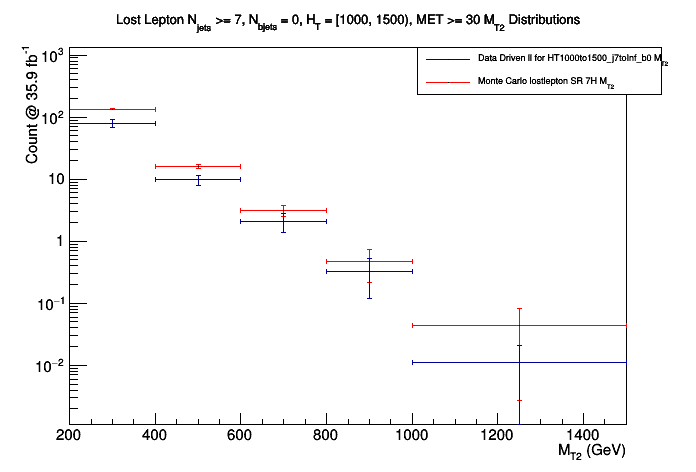 Lost Lepton N_jets >= 7, N_bjets = 0, H_T = [1000, 1500), MET >= 30 M_T2 Distributions
Data Driven II for HT1000to1500_j7toInf_b0 M_T2
Monte Carlo lostlepton SR 7H M_T2
Count @ 35.9 fb^-1
10^3
10^2
10
1
10^-1
10^-2
200 400 600 800 1000 1200 1400
M_T2 (GeV)